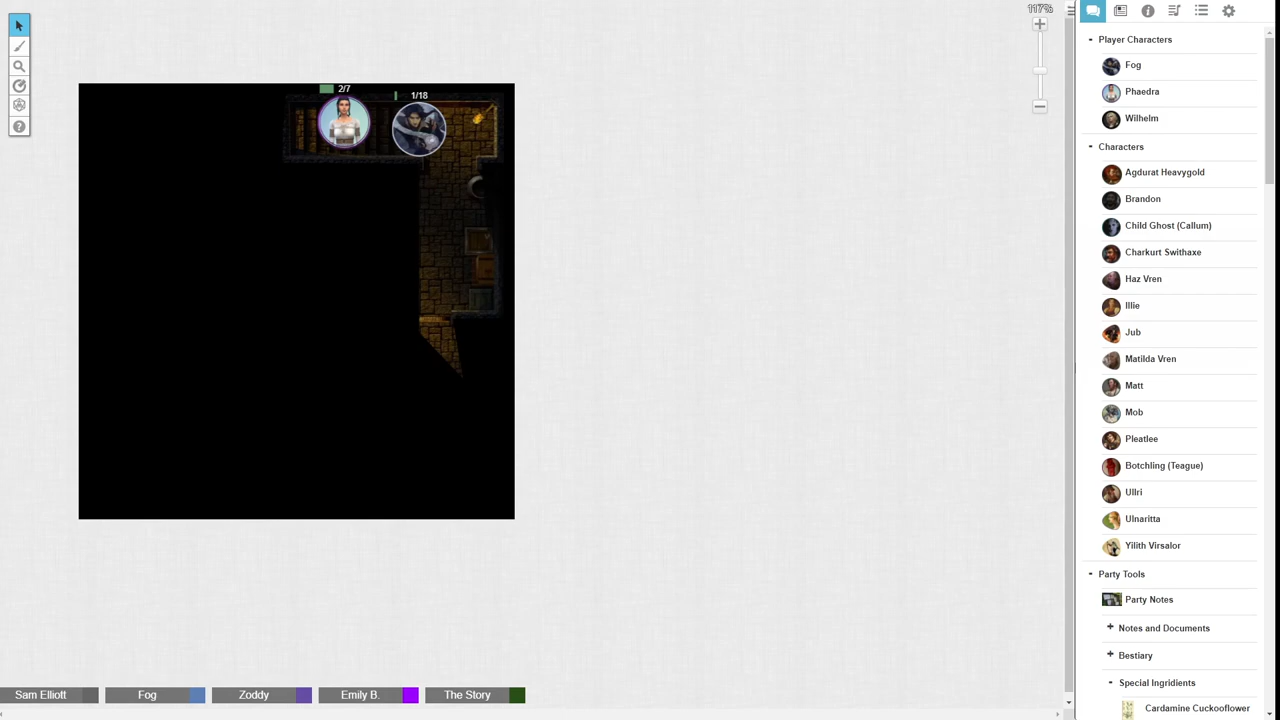 117%
2/7
1/18
Player Characters
Fog
Phaedra
Wilhelm
Characters
Agdurat Heavygold
Brandon
Child Ghost (Callum)
Charkurt Swithaxe
Haz Vren
Illie
Jub
Matilda Vren
Matt
Mob
Pleatlee
Botchling (Teague)
Ullri
Ulnaritta
Yilith Virsalor
Party Tools
Party Notes
Notes and Documents
Bestiary
Special Ingridients
Cardamine Cuckooflower
Sam Elliott
Fog
Zoddy
Emily B.
The Story